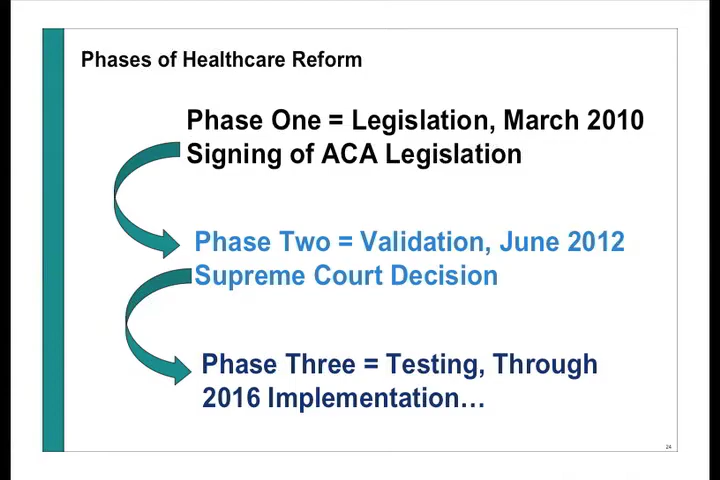 Phases of Healthcare Reform
Phase One = Legislation, March 2010
Signing of ACA Legislation
Phase Two = Validation, June 2012
Supreme Court Decision
Phase Three = Testing, Through
2016 Implementation…
24